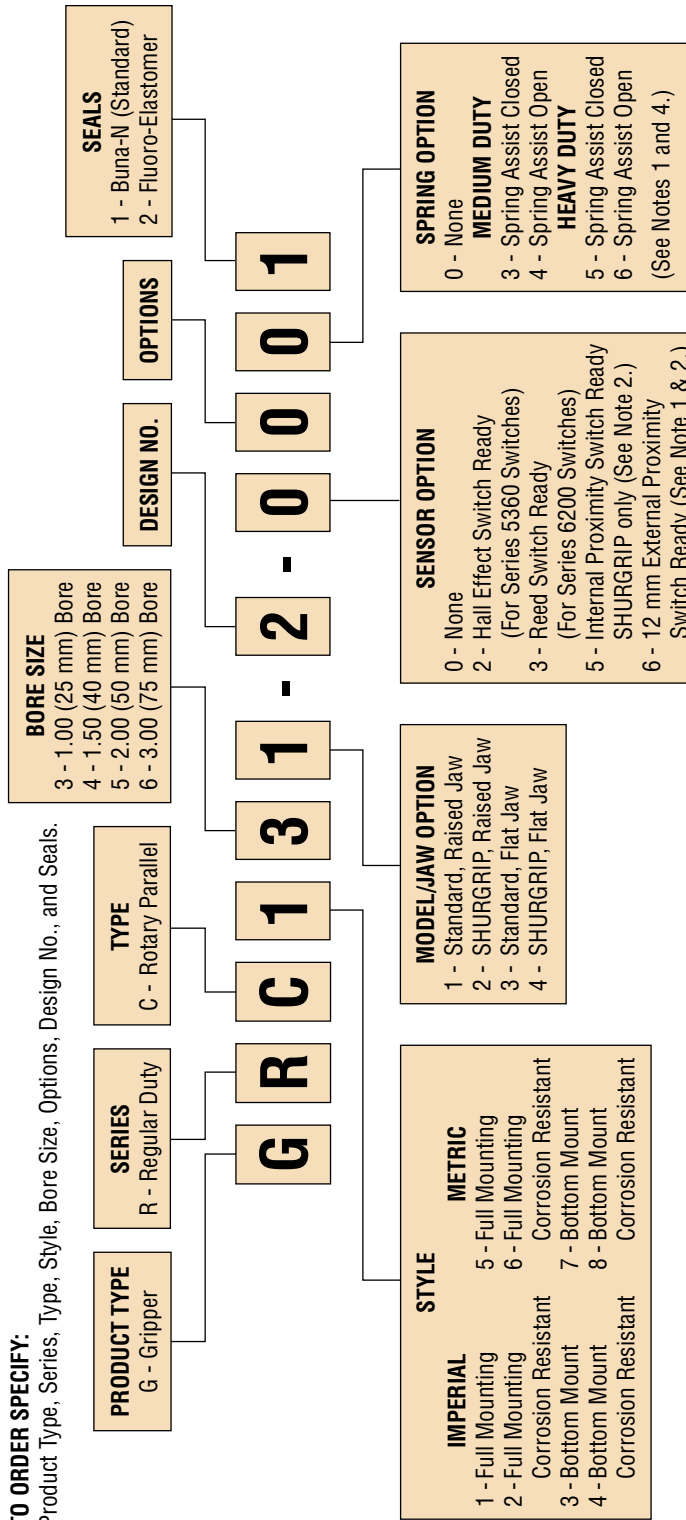 TO ORDER SPECIFY:
Product Type, Series, Type, Style, Bore Size, Options, Design No., and Seals.
PRODUCT TYPE
G - Gripper
SERIES
R - Regular Duty
TYPE
C - Rotary Parallel
BORE SIZE
3 - 1.00 (25 mm) Bore
4 - 1.50 (40 mm) Bore
5 - 2.00 (50 mm) Bore
6 - 3.00 (75 mm) Bore
DESIGN NO.
OPTIONS
SEALS
1 - Buna-N (Standard)
2 - Fluoro-Elastomer
G R C 1 3 1 - 2 - 0 0 0 1
STYLE
IMPERIAL
1 - Full Mounting
2 - Full Mounting
Corrosion Resistant
3 - Bottom Mount
4 - Bottom Mount
Corrosion Resistant
METRIC
5 - Full Mounting
6 - Full Mounting
Corrosion Resistant
7 - Bottom Mount
8 - Bottom Mount
Corrosion Resistant
MODEL/JAW OPTION
1 - Standard, Raised Jaw
2 - SHURGRIP, Raised Jaw
3 - Standard, Flat Jaw
4 - SHURGRIP, Flat Jaw
SENSOR OPTION
0 - None
2 - Hall Effect Switch Ready
(For Series 5360 Switches)
3 - Reed Switch Ready
(For Series 6200 Switches)
5 - Internal Proximity Switch Ready
SHURGRIP only (See Note 2.)
6 - 12 mm External Proximity
Switch Ready (See Note 1 & 2.)
SPRING OPTION
0 - None
MEDIUM DUTY
3 - Spring Assist Closed
4 - Spring Assist Open
HEAVY DUTY
5 - Spring Assist Closed
6 - Spring Assist Open
(See Notes 1 and 4.)